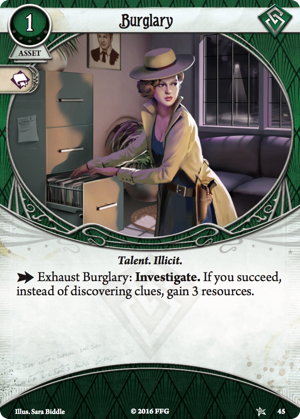 Burglary
1
ASSET
Talent. Illicit.
Exhaust Burglary: Investigate. If you succeed,
instead of discovering clues, gain 3 resources.
Illus. Sara Biddle
© 2016 FFG
45